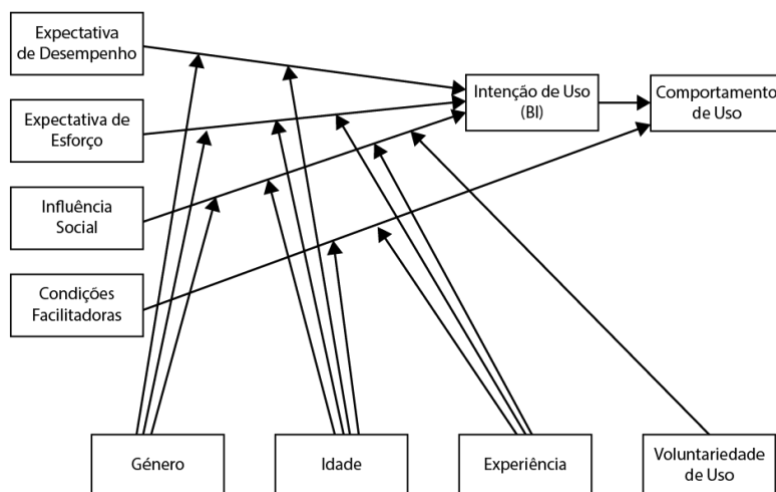 Expectativa
de Desempenho
Expectativa de
Esforço
Influência
Social
Condições
Facilitadoras
Intenção de Uso
(BI)
Comportamento
de Uso
Género
Idade
Experiência
Voluntariedade
de Uso